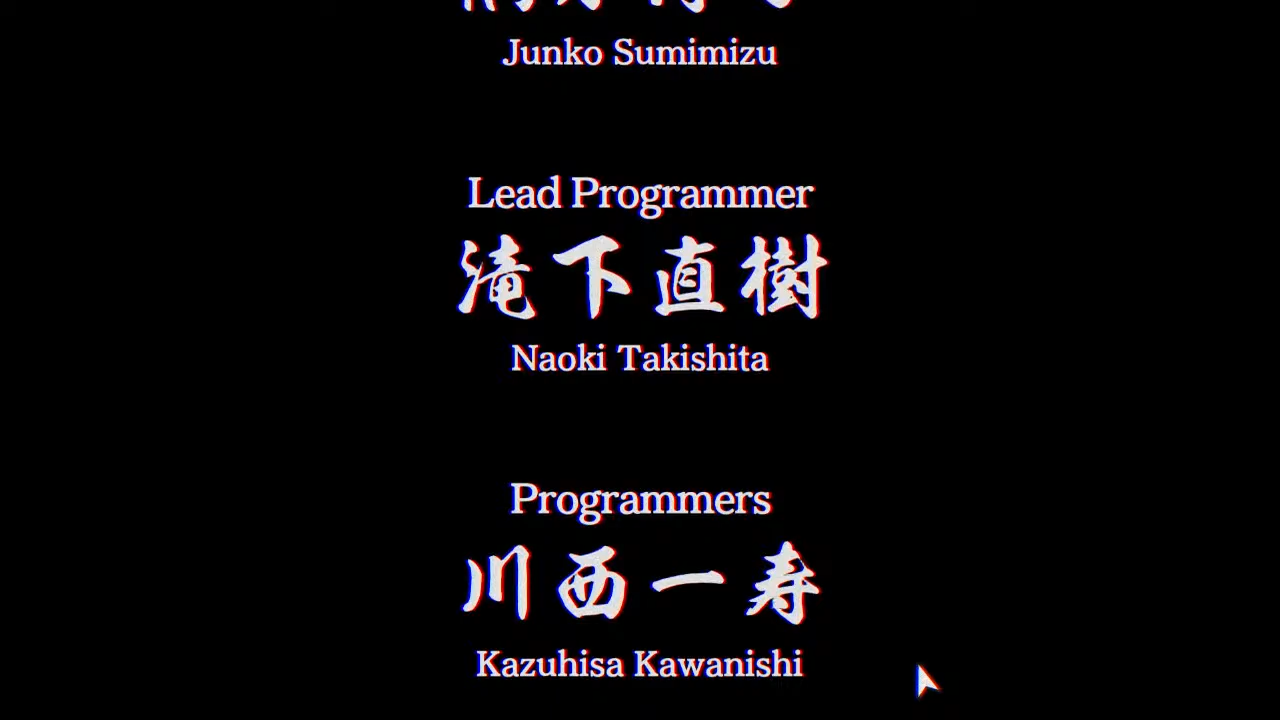 Junko Sumimizu
Lead Programmer
滝下直樹
Naoki Takishita
Programmers
川西一寿
Kazuhisa Kawanishi